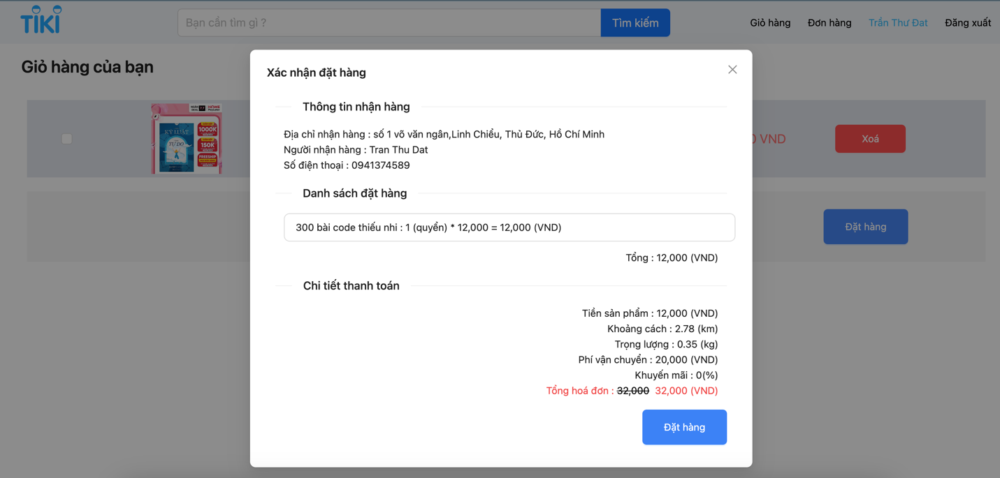 TIKI
Bạn cần tìm gì ?
Tìm kiếm
Giỏ hàng
Đơn hàng
Trần Thư Đat
Đăng xuất
Giỏ hàng của bạn
Xác nhận đặt hàng
Thông tin nhận hàng
Địa chỉ nhận hàng : số 1 võ văn ngân,Linh Chiểu, Thủ Đức, Hồ Chí Minh
Người nhận hàng : Tran Thu Dat
Số điện thoại : 0941374589
KỶ LUẬT
TỰ DO
1000K
150K
FREESHIP
VND
Xoá
Danh sách đặt hàng
300 bài code thiếu nhi : 1 (quyển) * 12,000 = 12,000 (VND)
Đặt hàng
Tổng : 12,000 (VND)
Chi tiết thanh toán
Tiền sản phẩm : 12,000 (VND)
Khoảng cách : 2.78 (km)
Trọng lượng : 0.35 (kg)
Phí vận chuyển : 20,000 (VND)
Khuyến mãi : 0(%)
Tổng hoá đơn : 32,000 32,000 (VND)
Đặt hàng